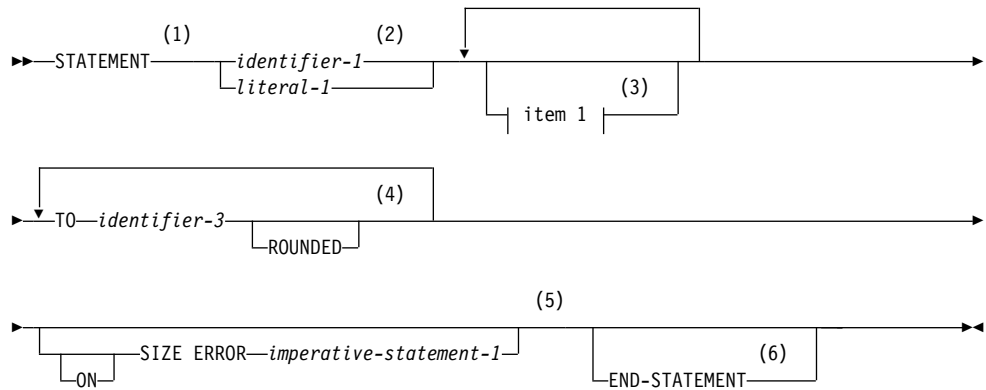 (1) (2)
STATEMENT identifier-1
literal-1 (3)
item 1
(4)
TO identifier-3
ROUNDED
(5)
SIZE ERROR imperative-statement-1 (6)
ON END-STATEMENT